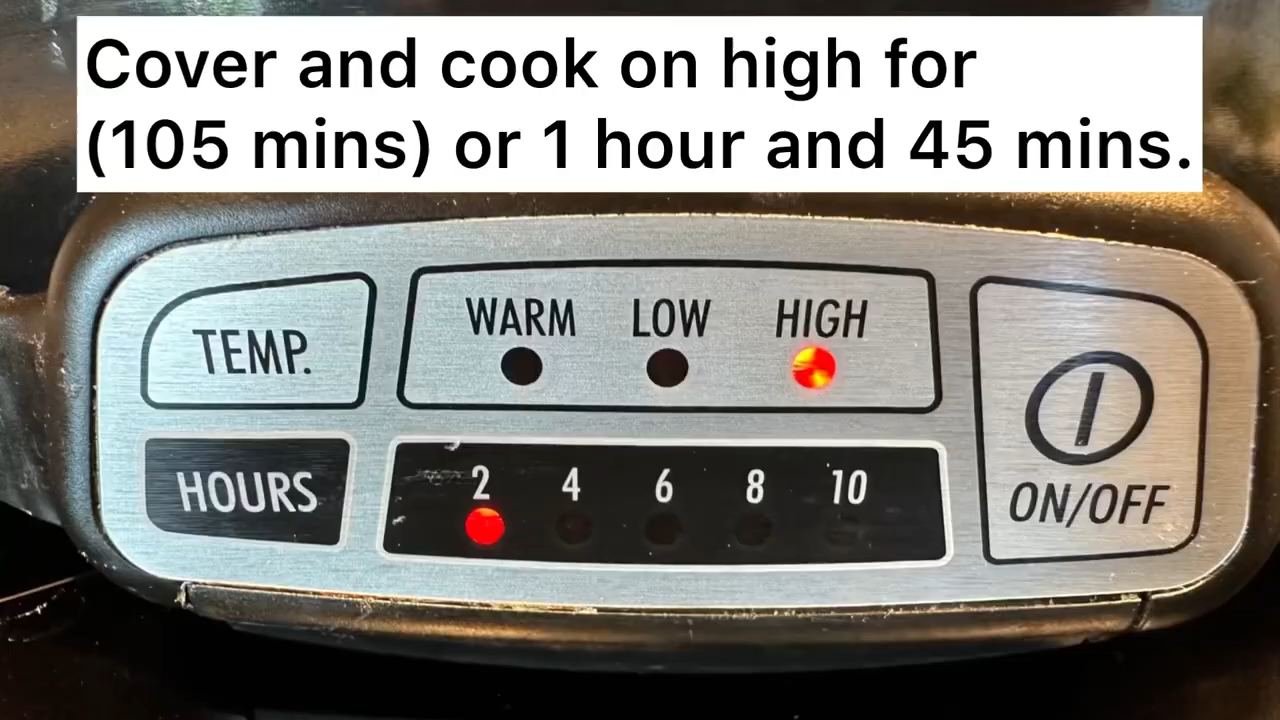 Cover and cook on high for
(105 mins) or 1 hour and 45 mins.
WARM LOW HIGH
TEMP.
HOURS
2 4 6 8 10
ON/OFF